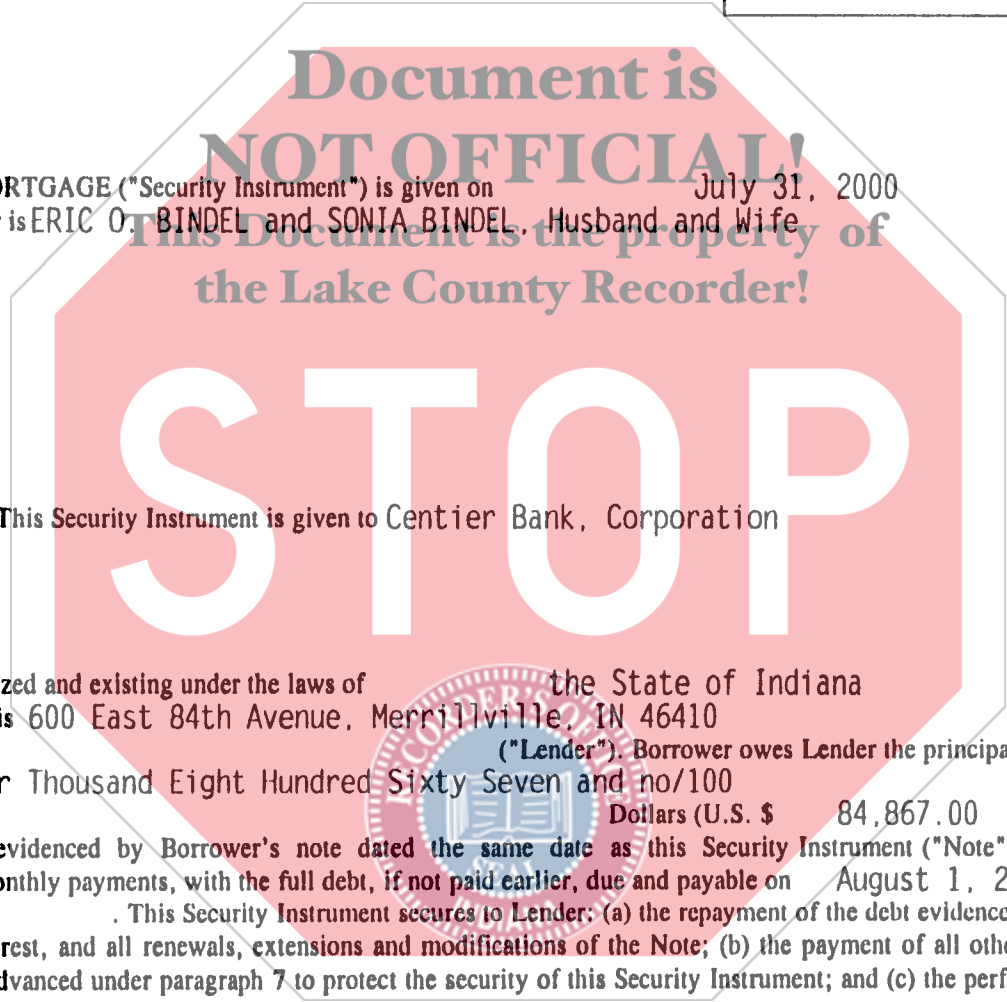 Document is
NOT OFFICIAL!
RTGAGE ("Security Instrument") is given on July 31, 2000
is ERIC O. BINDEL and SONIA BINDEL, Husband and Wife
This Document is the property of
the Lake County Recorder!
STOP
This Security Instrument is given to Centier Bank, Corporation
zed and existing under the laws of the State of Indiana
is 600 East 84th Avenue, Merrillville, IN 46410
("Lender"). Borrower owes Lender the principa
r Thousand Eight Hundred Sixty Seven and no/100
Dollars (U.S. $ 84,867.00
evidenced by Borrower's note dated the same date as this Security Instrument ("Note"
onthly payments, with the full debt, if not paid earlier, due and payable on August 1, 2
. This Security Instrument secures to Lender: (a) the repayment of the debt evidence
rest, and all renewals, extensions and modifications of the Note; (b) the payment of all othe
dvanced under paragraph 7 to protect the security of this Security Instrument; and (c) the perf
RECORDER'S OFFICE
SEAL
INDIANA